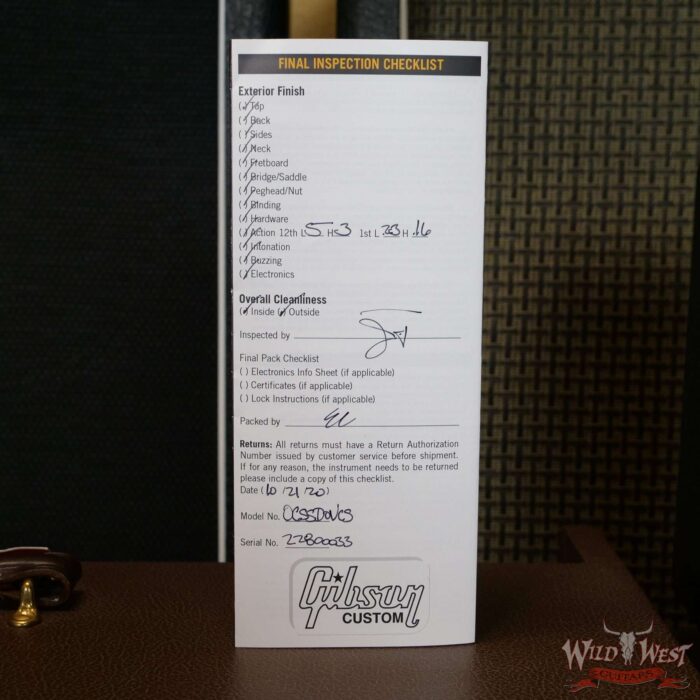 FINAL INSPECTION CHECKLIST
Exterior Finish
(✓) Top
(✓) Back
(✓) Sides
(✓) Neck
(✓) Fretboard
(✓) Bridge/Saddle
(✓) Peghead/Nut
(✓) Binding
(✓) Hardware
(✓) Action 12th L 5 H 3 1st L .23 H .16
(✓) Intonation
(✓) Buzzing
(✓) Electronics
Overall Cleanliness
(✓) Inside (✓) Outside
Inspected by
Final Pack Checklist
( ) Electronics Info Sheet (if applicable)
( ) Certificates (if applicable)
( ) Lock Instructions (if applicable)
Packed by
Returns: All returns must have a Return Authorization
Number issued by customer service before shipment.
If for any reason, the instrument needs to be returned
please include a copy of this checklist.
Date (10/21/20)
Model No.
Serial No. 22800033
Gibson
CUSTOM
WILD WEST
GUITARS